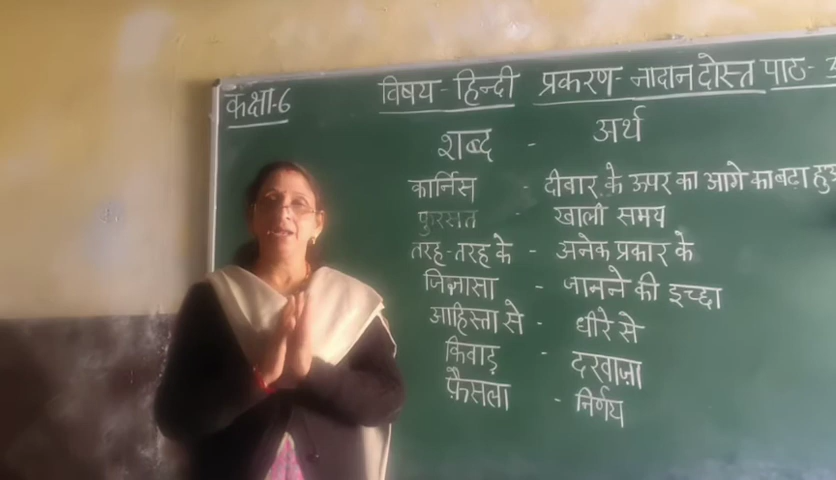 कक्षा-6
विषय - हिन्दी प्रकरण- नादान दोस्त पाठ-
शब्द - अर्थ
कार्निस - दीवार के ऊपर का आगे का बढ़ा हुआ
फुरसत - खाली समय
तरह-तरह के - अनेक प्रकार के
जिज्ञासा - जानने की इच्छा
आहिस्ता से - धीरे से
किवाड़ - दरवाज़ा
फ़ैसला - निर्णय